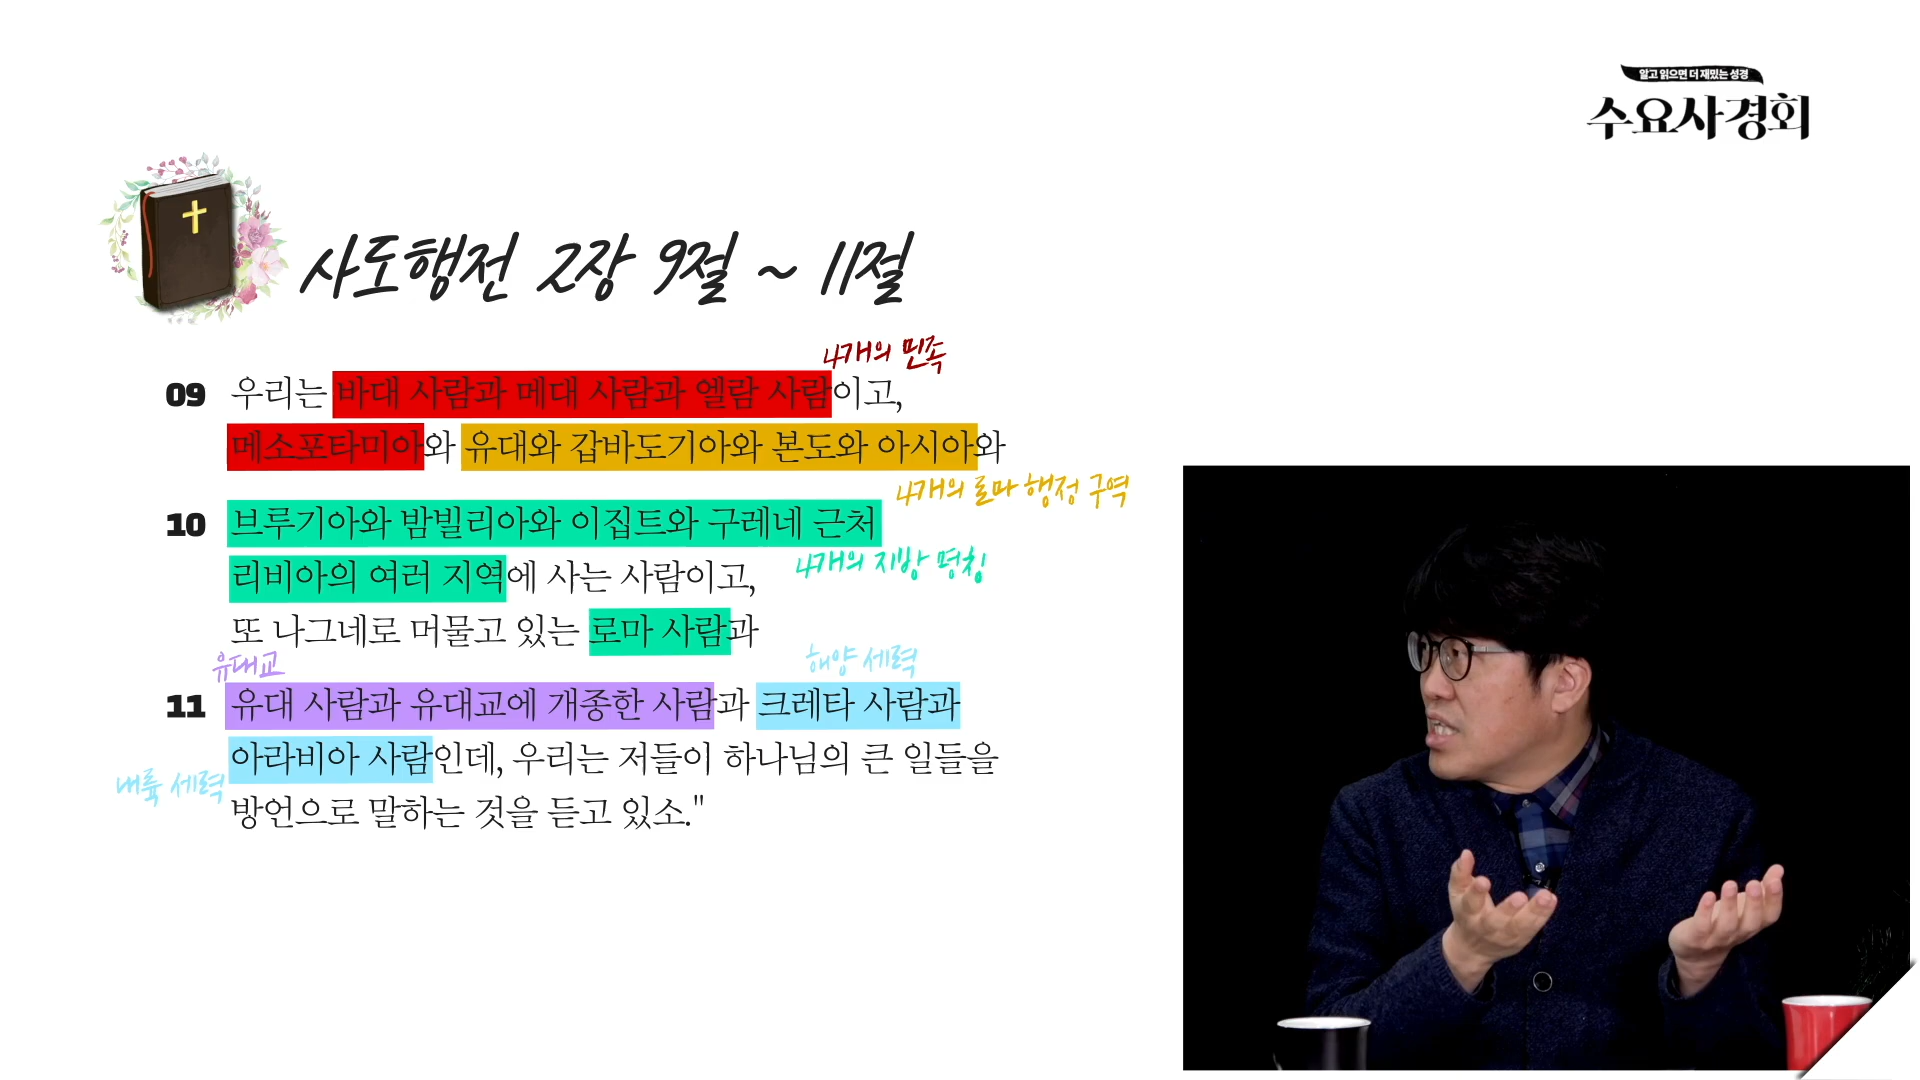 알고 읽으면 더 재밌는 성경
수요사경회
사도행전 2장 9절 ~ 11절
4개의 민족
09 우리는 바대 사람과 메대 사람과 엘람 사람이고,
메소포타미아와 유대와 갑바도기아와 본도와 아시아와
4개의 로마 행정 구역
10 브루기아와 밤빌리아와 이집트와 구레네 근처
리비아의 여러 지역에 사는 사람이고,
4개의 지방 명칭
또 나그네로 머물고 있는 로마 사람과
유대교
해양 세력
11 유대 사람과 유대교에 개종한 사람과 크레타 사람과
아라비아 사람인데, 우리는 저들이 하나님의 큰 일들을
내륙 세력
방언으로 말하는 것을 듣고 있소."